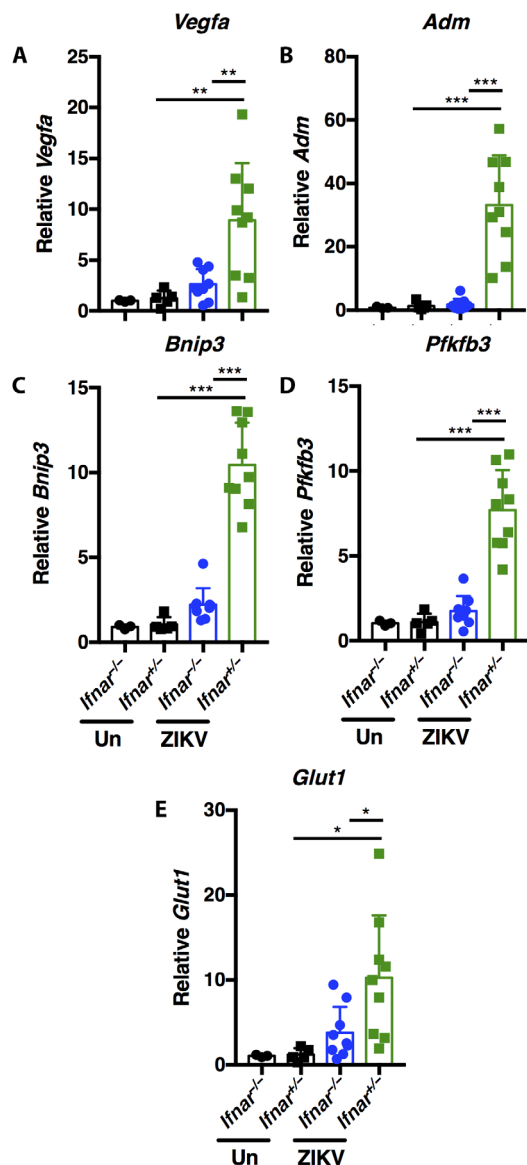 Vegfa
A
**
**
Relative Vegfa
25
20
15
10
5
0
Adm
B
***
***
Relative Adm
80
60
40
20
0
Bnip3
C
***
***
Relative Bnip3
15
10
5
0
Ifnar-/-
Ifnar+/-
Ifnar-/-
Ifnar+/-
Un
ZIKV
Pfkfb3
D
***
***
Relative Pfkfb3
15
10
5
0
Ifnar-/-
Ifnar+/-
Ifnar-/-
Ifnar+/-
Un
ZIKV
Glut1
E
*
*
Relative Glut1
30
20
10
0
Ifnar-/-
Ifnar+/-
Ifnar-/-
Ifnar+/-
Un
ZIKV